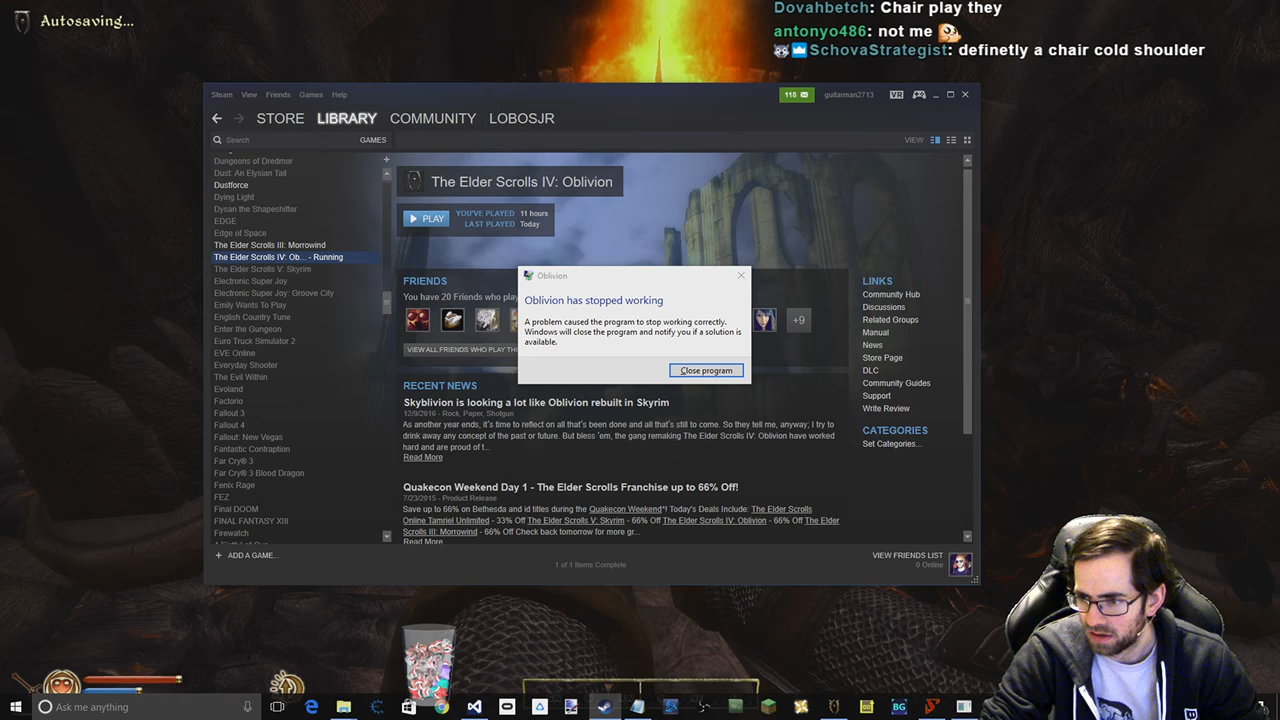 Autosaving...
Dovahbetch: Chair play they
antonyo486: not me
SchovaStrategist: definetly a chair cold shoulder
Steam View Friends Games Help
118 guitarman2713 VR
STORE LIBRARY COMMUNITY LOBOSJR
Search GAMES VIEW
Dungeons of Dredmor
Dust: An Elysian Tail
Dustforce
Dying Light
Dysan the Shapeshifter
EDGE
Edge of Space
The Elder Scrolls III: Morrowind
The Elder Scrolls IV: Ob... - Running
The Elder Scrolls V: Skyrim
Electronic Super Joy
Electronic Super Joy: Groove City
Emily Wants To Play
English Country Tune
Enter the Gungeon
Euro Truck Simulator 2
EVE Online
Everyday Shooter
The Evil Within
Evoland
Factorio
Fallout 3
Fallout 4
Fallout: New Vegas
Fantastic Contraption
Far Cry® 3
Far Cry® 3 Blood Dragon
Fenix Rage
FEZ
Final DOOM
FINAL FANTASY XIII
Firewatch
+ ADD A GAME...
The Elder Scrolls IV: Oblivion
PLAY
YOU'VE PLAYED 11 hours
LAST PLAYED Today
FRIENDS
You have 20 Friends who play
+9
VIEW ALL FRIENDS WHO PLAY THI
Oblivion
Oblivion has stopped working
A problem caused the program to stop working correctly.
Windows will close the program and notify you if a solution is
available.
Close program
RECENT NEWS
Skyblivion is looking a lot like Oblivion rebuilt in Skyrim
12/9/2016 - Rock, Paper, Shotgun
As another year ends, it's time to reflect on all that's been done and all that's still to come. So they tell me, anyway; I try to
drink away any concept of the past or future. But bless 'em, the gang remaking The Elder Scrolls IV: Oblivion have worked
hard and are proud of t...
Read More
Quakecon Weekend Day 1 - The Elder Scrolls Franchise up to 66% Off!
7/23/2015 - Product Release
Save up to 66% on Bethesda and id titles during the Quakecon Weekend*! Today's Deals Include: The Elder Scrolls
Online Tamriel Unlimited - 33% Off The Elder Scrolls V: Skyrim - 66% Off The Elder Scrolls IV: Oblivion - 66% Off The Elder
Scrolls III: Morrowind - 66% Off Check back tomorrow for more gr...
Read More
LINKS
Community Hub
Discussions
Related Groups
Manual
News
Store Page
DLC
Community Guides
Support
Write Review
CATEGORIES
Set Categories...
1 of 1 Items Complete
VIEW FRIENDS LIST
0 Online
Ask me anything
BG